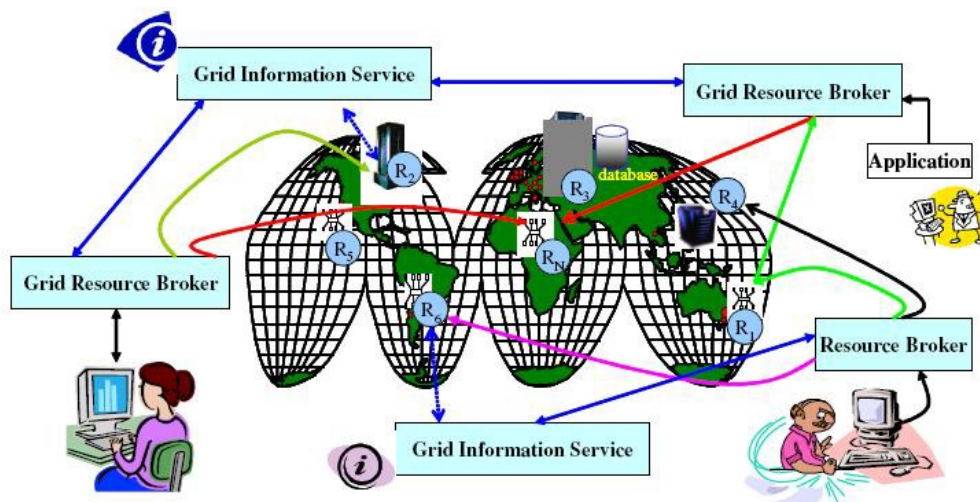 i
Grid Information Service
Grid Resource Broker
Application
R2
database
R3
R4
R5
RN
Grid Resource Broker
R6
R1
Resource Broker
Grid Information Service
i